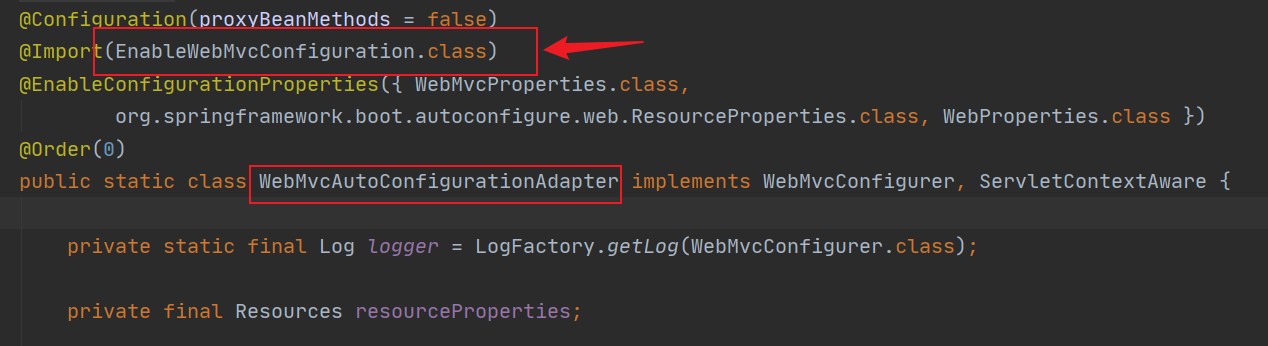 @Configuration(proxyBeanMethods = false)
@Import(EnableWebMvcConfiguration.class)
@EnableConfigurationProperties({ WebMvcProperties.class,
org.springframework.boot.autoconfigure.web.ResourceProperties.class, WebProperties.class })
@Order(0)
public static class WebMvcAutoConfigurationAdapter implements WebMvcConfigurer, ServletContextAware {
private static final Log logger = LogFactory.getLog(WebMvcConfigurer.class);
private final Resources resourceProperties;